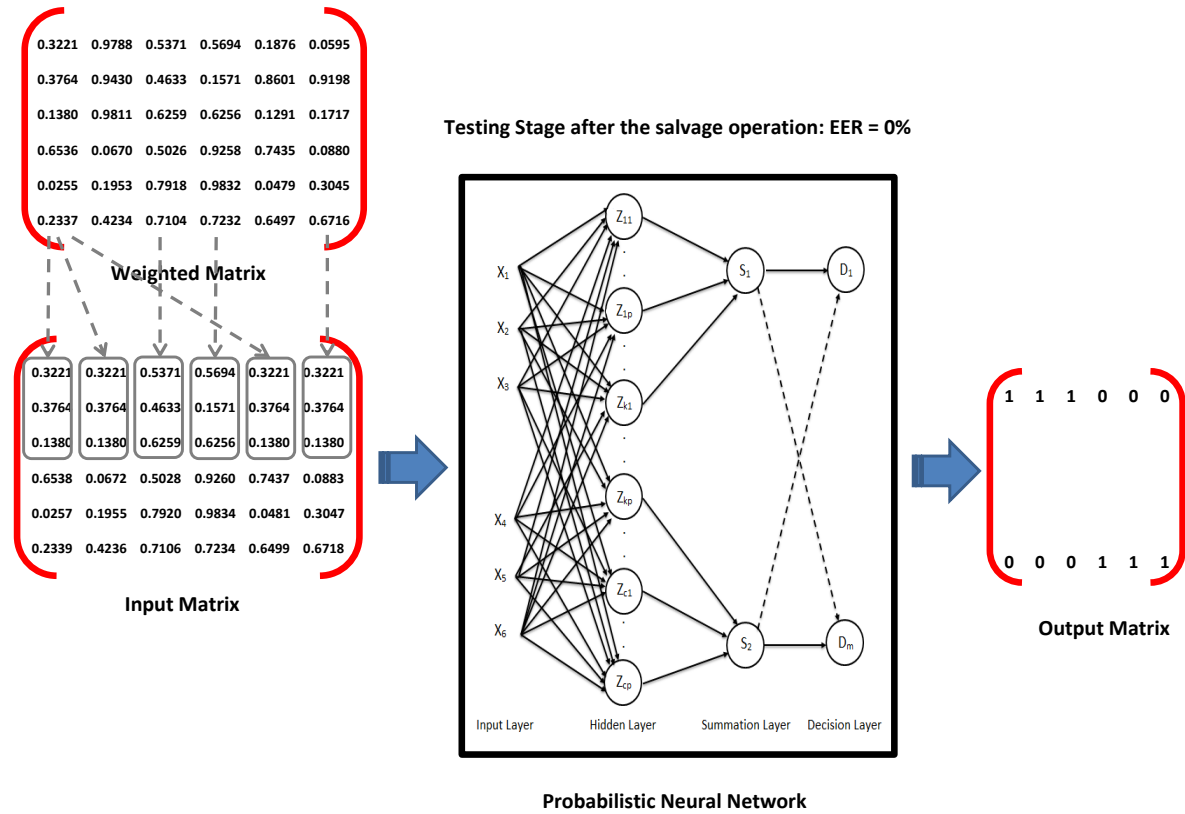 0.3221 0.9788 0.5371 0.5694 0.1876 0.0595
0.3764 0.9430 0.4633 0.1571 0.8601 0.9198
0.1380 0.9811 0.6259 0.6256 0.1291 0.1717
0.6536 0.0670 0.5026 0.9258 0.7435 0.0880
0.0255 0.1953 0.7918 0.9832 0.0479 0.3045
0.2337 0.4234 0.7104 0.7232 0.6497 0.6716
Weighted Matrix
0.3221 0.3221 0.5371 0.5694 0.3221 0.3221
0.3764 0.3764 0.4633 0.1571 0.3764 0.3764
0.1380 0.1380 0.6259 0.6256 0.1380 0.1380
0.6538 0.0672 0.5028 0.9260 0.7437 0.0883
0.0257 0.1955 0.7920 0.9834 0.0481 0.3047
0.2339 0.4236 0.7106 0.7234 0.6499 0.6718
Input Matrix
Testing Stage after the salvage operation: EER = 0%
X1
X2
X3
X4
X5
X6
Z11
Z1p
Zk1
Zkp
Zc1
Zcp
S1
S2
D1
Dm
Input Layer Hidden Layer Summation Layer Decision Layer
Probabilistic Neural Network
1 1 1 0 0 0
0 0 0 1 1 1
Output Matrix